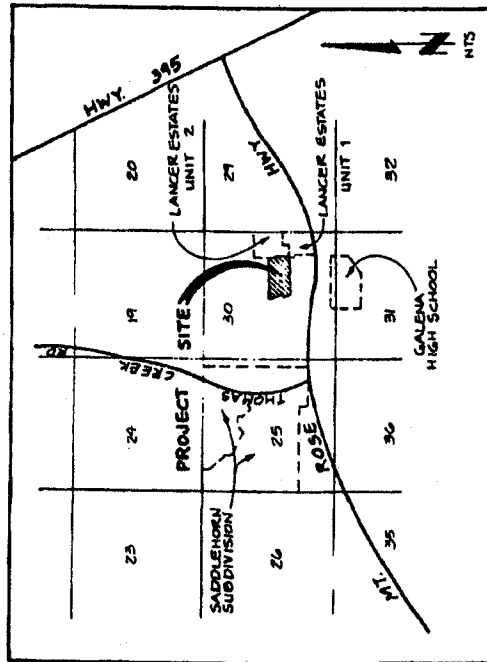 HWY. 395
20
LANCER ESTATES
UNIT 2
29
HWY
LANCER ESTATES
UNIT 1
32
19
SITE
30
31
GALENA
HIGH SCHOOL
CREEK RD
24
PROJECT
THOMAS
25
ROSE
36
23
SADDLEHORN
SUBDIVISION
26
35
MT.
N
NTS